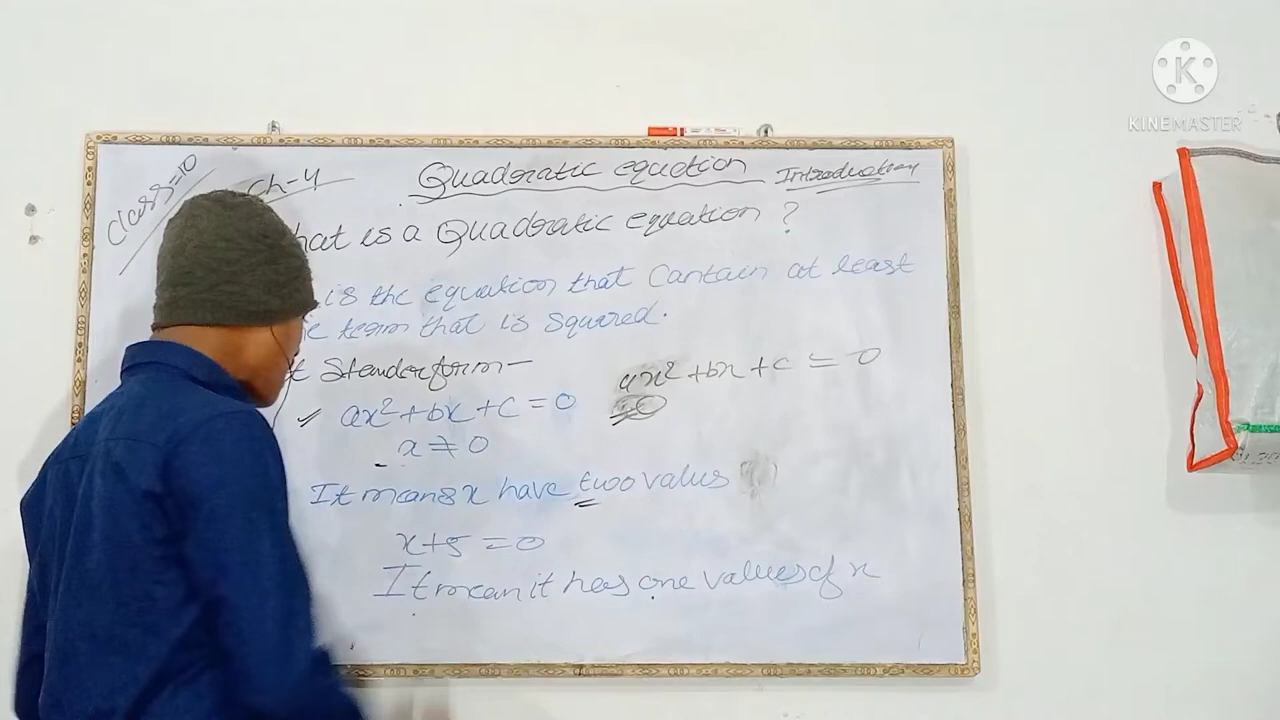 class=10
ch-4
Quadratic equation Introduction
hat is a Quadratic equation ?
is the equation that Cantain at least
team that is squared.
Standerform-
ax²+bx+c=0
ax²+bx+c=0
x≠0
It means x have two valus
x+5=0
It mean it has one values of x
KINEMASTER